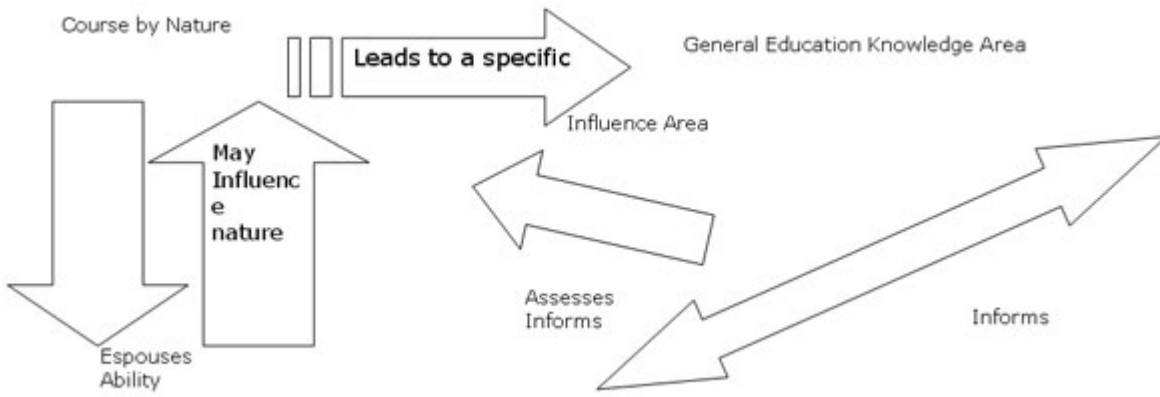 Course by Nature
Leads to a specific
General Education Knowledge Area
Influence Area
May
Influenc
e
nature
Assesses
Informs
Informs
Espouses
Ability